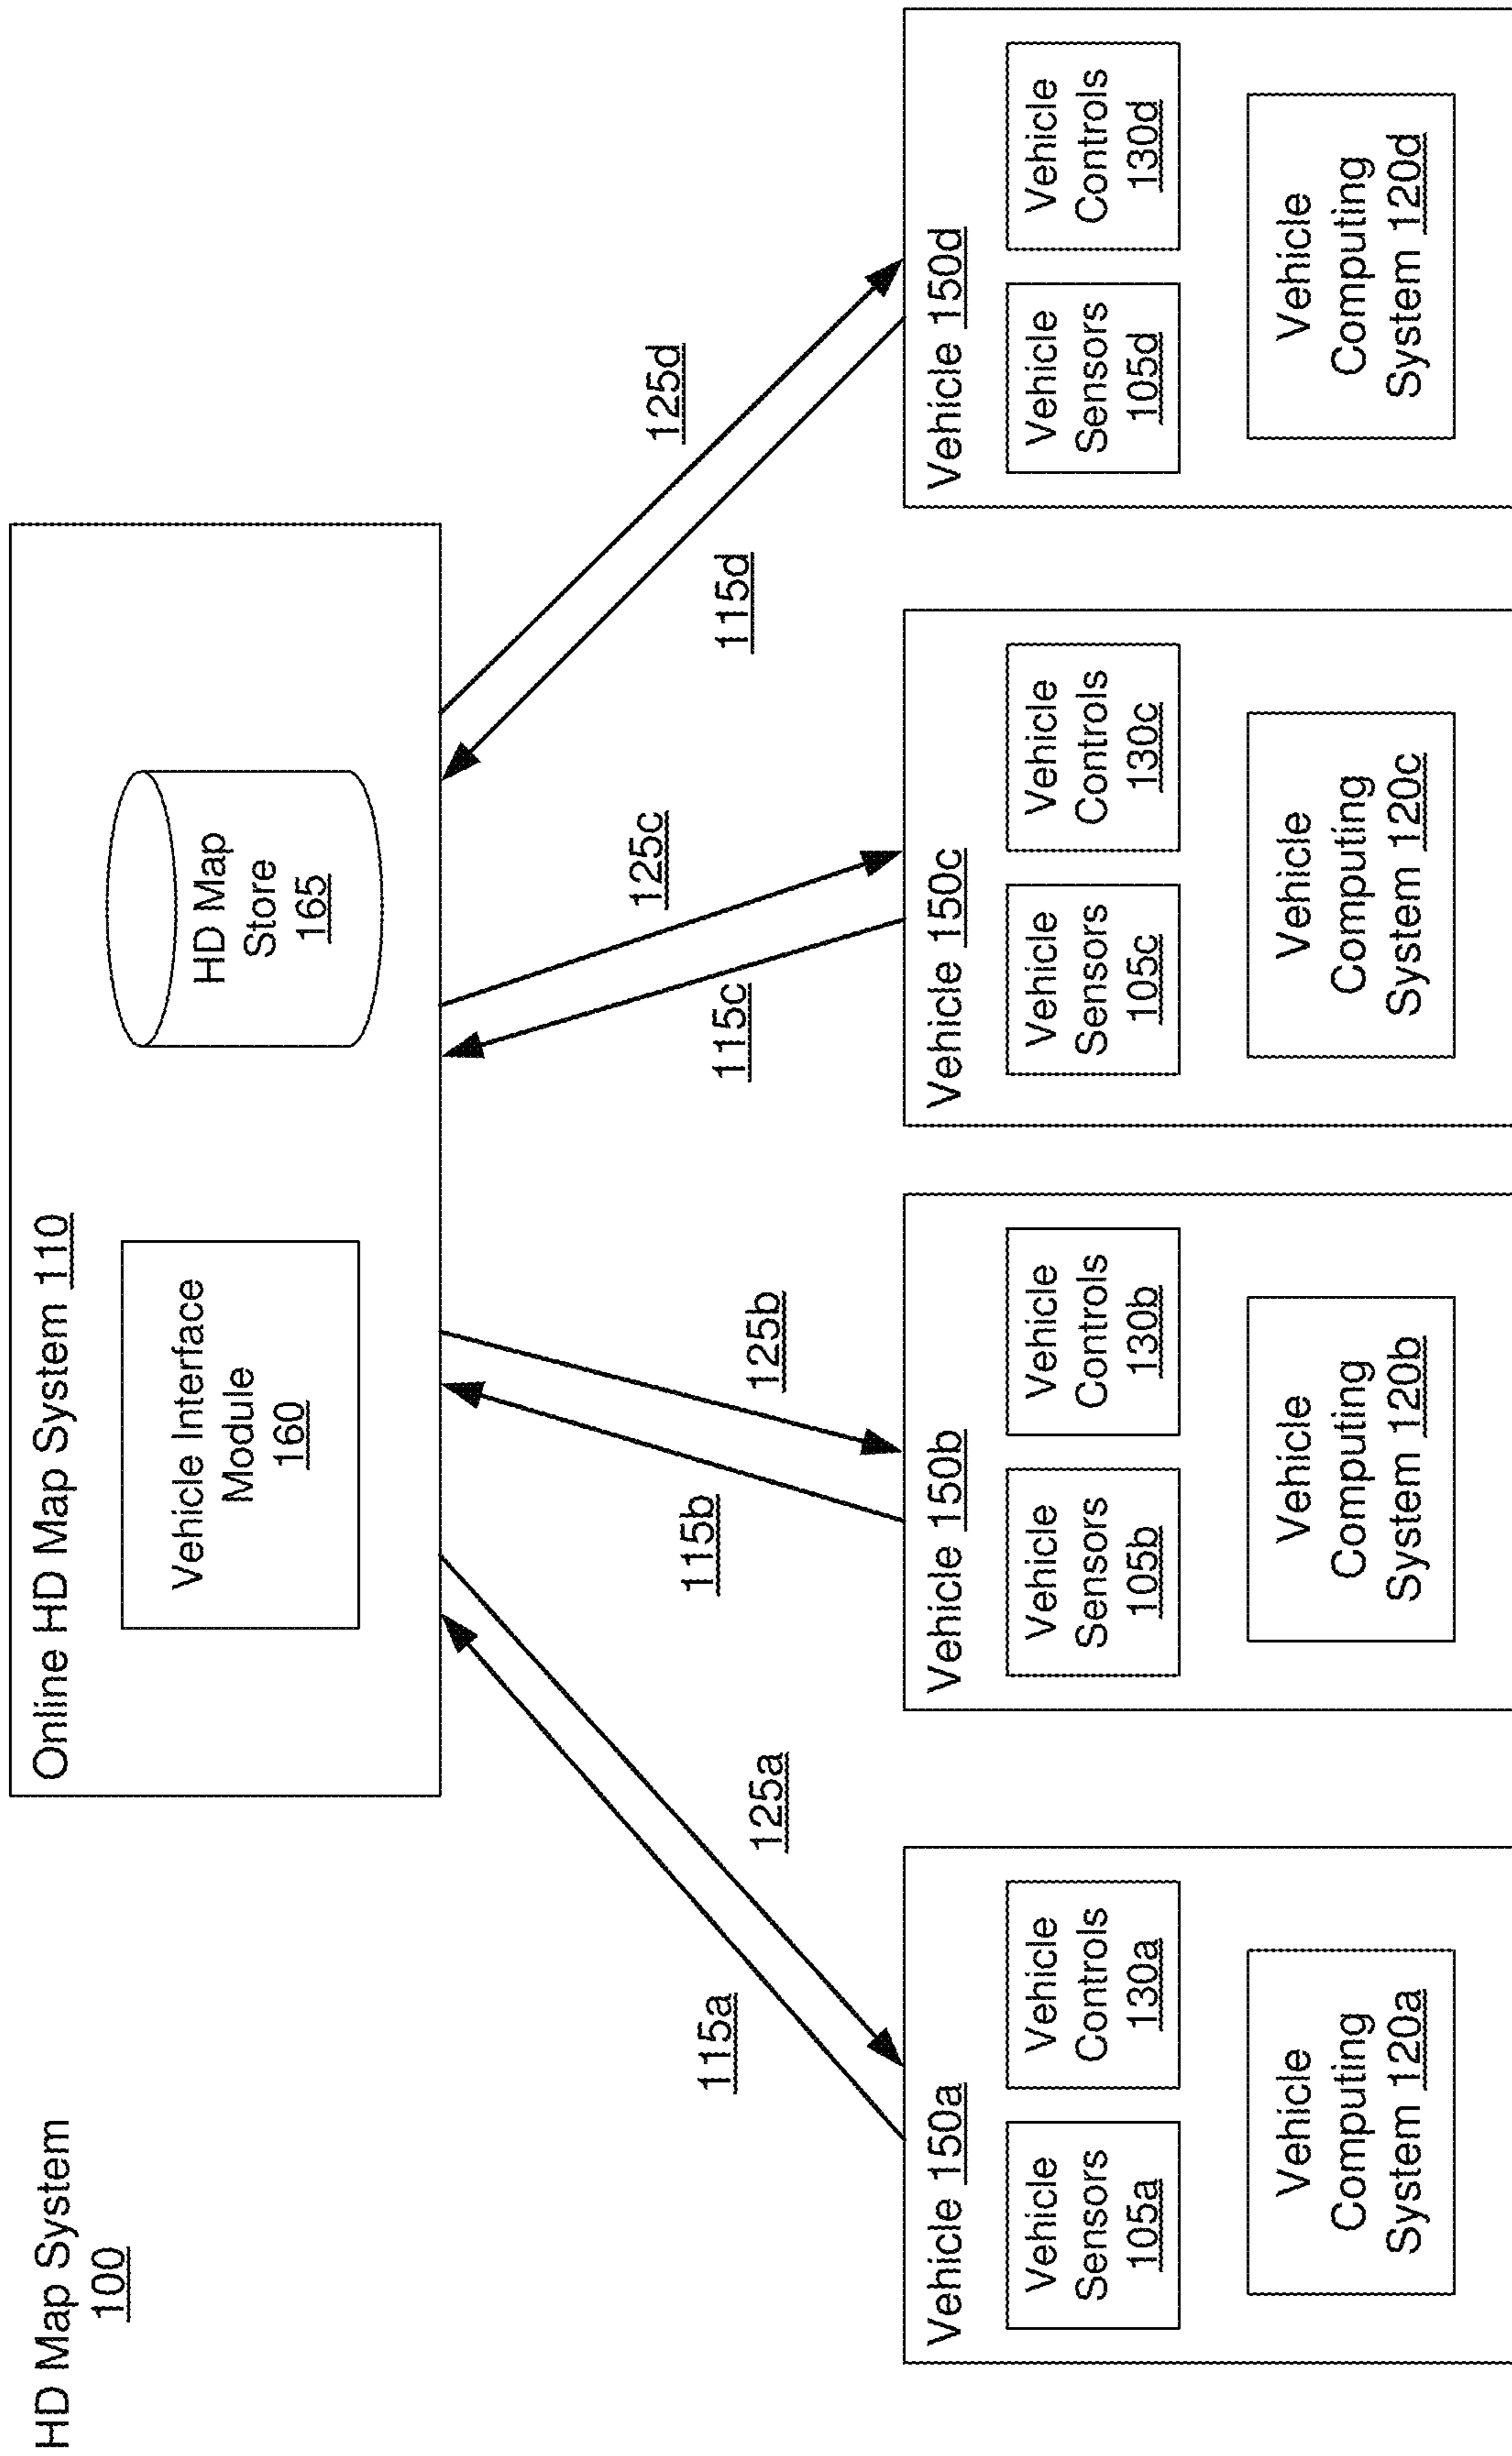 HD Map System
100
Online HD Map System 110
Vehicle Interface
Module
160
HD Map
Store
165
115a
125a
115b
125b
115c
125c
115d
125d
Vehicle 150a
Vehicle
Sensors
105a
Vehicle
Controls
130a
Vehicle
Computing
System 120a
Vehicle 150b
Vehicle
Sensors
105b
Vehicle
Controls
130b
Vehicle
Computing
System 120b
Vehicle 150c
Vehicle
Sensors
105c
Vehicle
Controls
130c
Vehicle
Computing
System 120c
Vehicle 150d
Vehicle
Sensors
105d
Vehicle
Controls
130d
Vehicle
Computing
System 120d